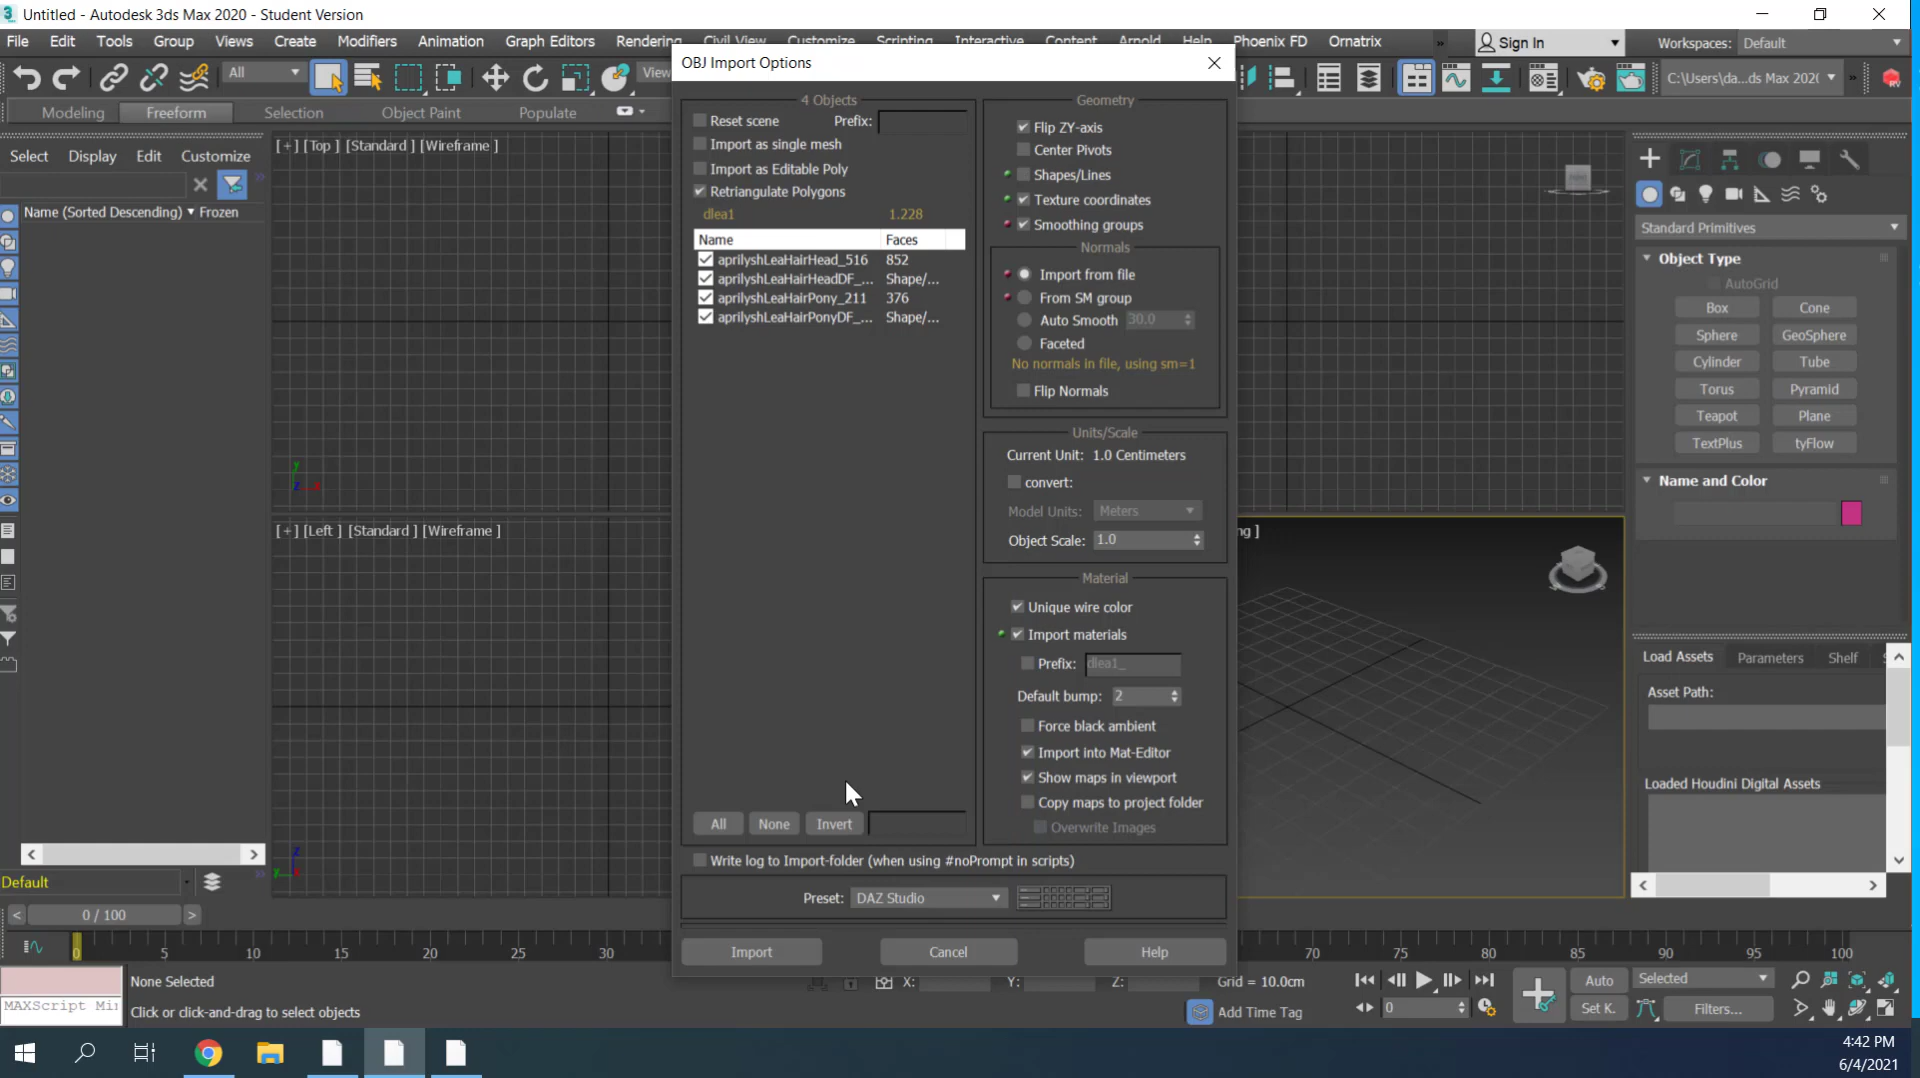 Untitled - Autodesk 3ds Max 2020 - Student Version
File Edit Tools Group Views Create Modifiers Animation Graph Editors Rendering Civil View Customize Scripting Interactive Content Arnold Help Phoenix FD Ornatrix » Sign In Workspaces: Default
All View C:\Users\da...ds Max 202( »
Modeling Freeform Selection Object Paint Populate
Select Display Edit Customize
Name (Sorted Descending) Frozen
Default
[+] [Top ] [Standard ] [Wireframe ]
[+] [Left ] [Standard ] [Wireframe ]
ng ]
OBJ Import Options
4 Objects
Reset scene Prefix:
Import as single mesh
Import as Editable Poly
Retriangulate Polygons
dlea1 1.228
Name Faces
aprilyshLeaHairHead_516 852
aprilyshLeaHairHeadDF_... Shape/...
aprilyshLeaHairPony_211 376
aprilyshLeaHairPonyDF_... Shape/...
All None Invert
Geometry
Flip ZY-axis
Center Pivots
Shapes/Lines
Texture coordinates
Smoothing groups
Normals
Import from file
From SM group
Auto Smooth 30.0
Faceted
No normals in file, using sm=1
Flip Normals
Units/Scale
Current Unit: 1.0 Centimeters
convert:
Model Units: Meters
Object Scale: 1.0
Material
Unique wire color
Import materials
Prefix: dlea1_
Default bump: 2
Force black ambient
Import into Mat-Editor
Show maps in viewport
Copy maps to project folder
Overwrite Images
Write log to Import-folder (when using #noPrompt in scripts)
Preset: DAZ Studio
Import Cancel Help
Standard Primitives
Object Type
AutoGrid
Box Cone
Sphere GeoSphere
Cylinder Tube
Torus Pyramid
Teapot Plane
TextPlus tyFlow
Name and Color
Load Assets Parameters Shelf
Asset Path:
Loaded Houdini Digital Assets
< 0 / 100 >
0 5 10 15 20 25 30 70 75 80 85 90 95 100
None Selected
X: Y: Z: Grid = 10.0cm
Auto Selected
MAXScript Mi
Click or click-and-drag to select objects
Add Time Tag
0
Set K. Filters...
4:42 PM
6/4/2021